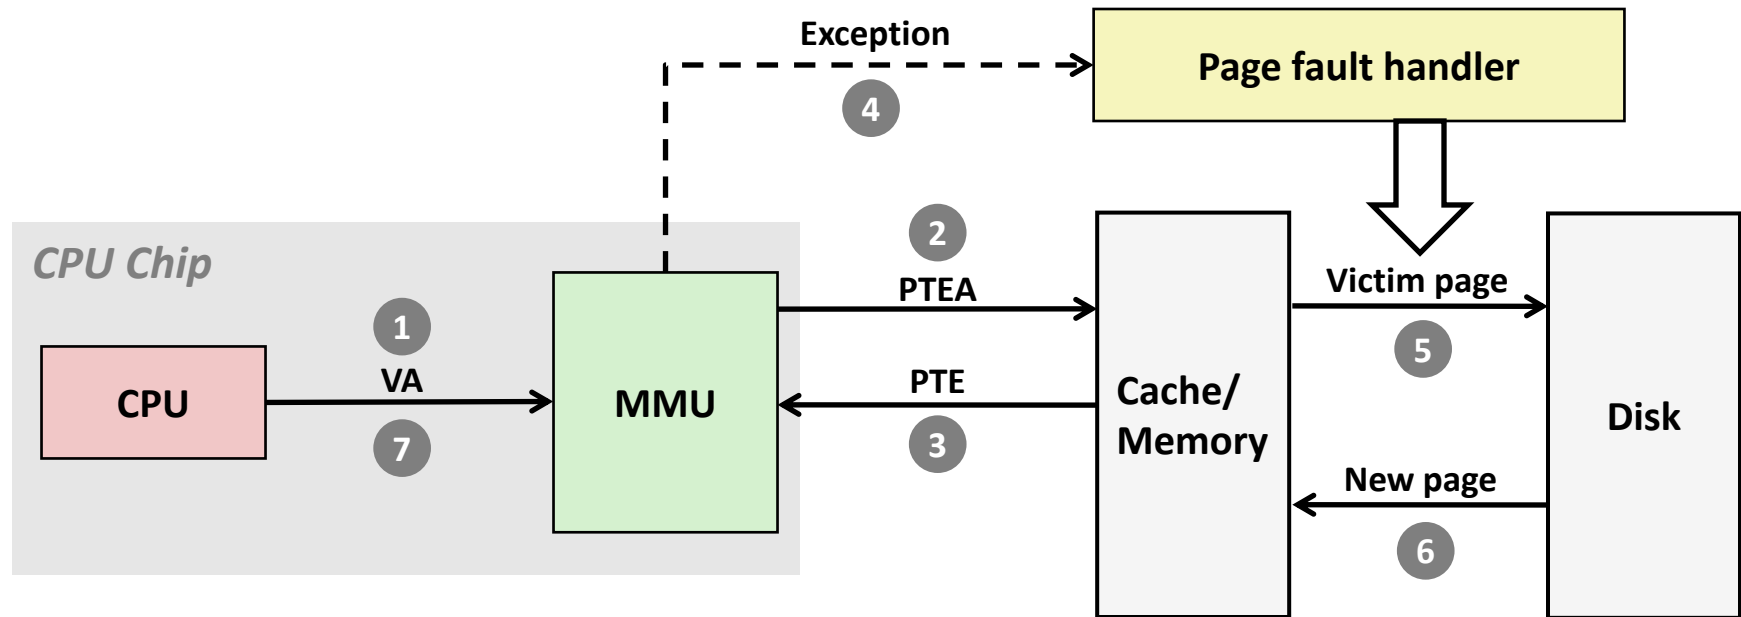 Exception
Page fault handler
4
CPU Chip
2
PTEA
Victim page
1
5
VA
CPU
MMU
PTE
Cache/
Memory
Disk
7
3
New page
6